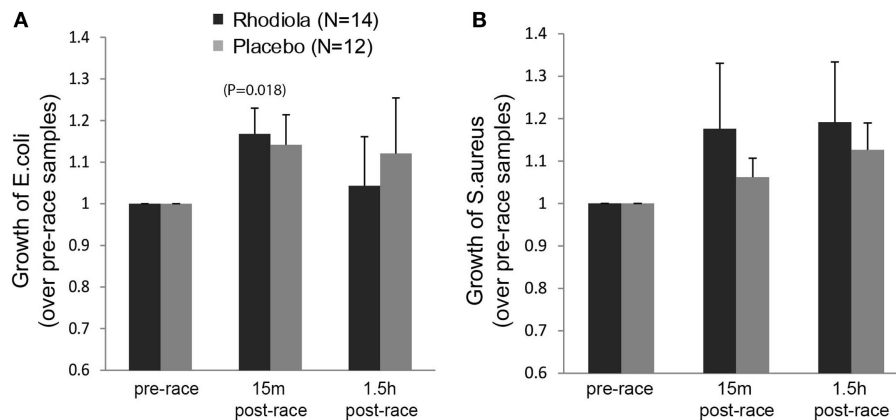 A
Rhodiola (N=14)
Placebo (N=12)
Growth of E.coli
(over pre-race samples)
1.4
1.3
1.2
1.1
1
0.9
0.8
0.7
0.6
(P=0.018)
pre-race
15m
post-race
1.5h
post-race
B
Growth of S.aureus
(over pre-race samples)
1.4
1.3
1.2
1.1
1
0.9
0.8
0.7
0.6
pre-race
15m
post-race
1.5h
post-race